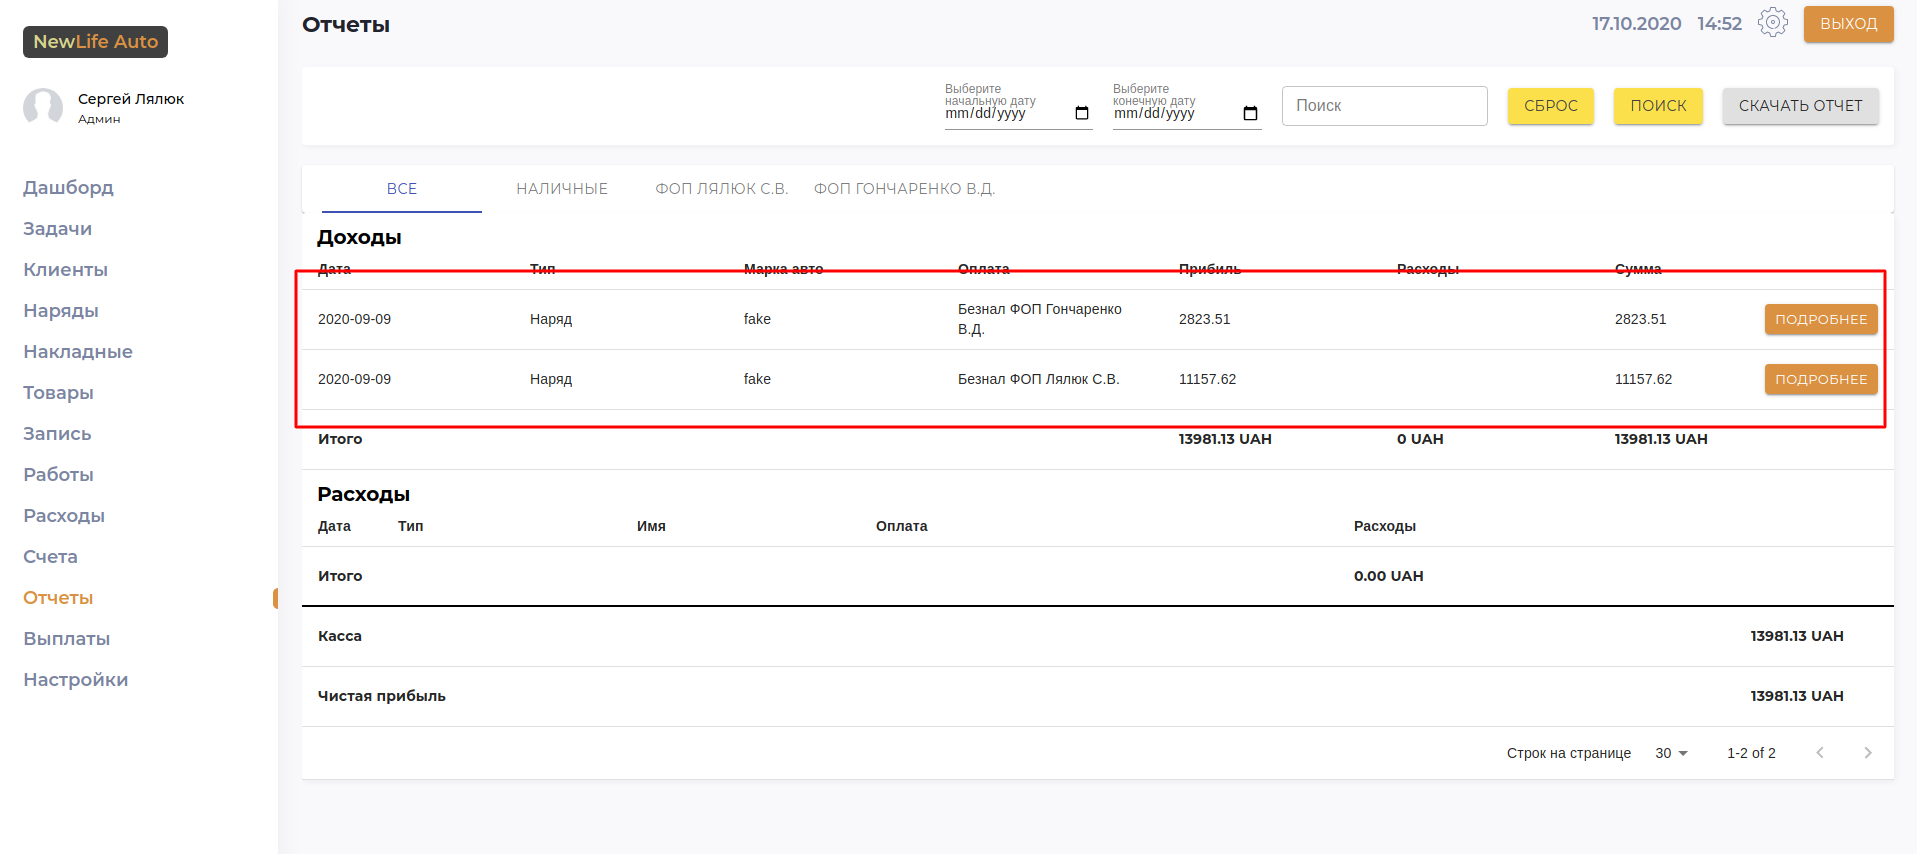 NewLife Auto
Сергей Лялюк
Админ
Дашборд
Задачи
Клиенты
Наряды
Накладные
Товары
Запись
Работы
Расходы
Счета
Отчеты
Выплаты
Настройки
Отчеты
17.10.2020 14:52 ВЫХОД
Выберите начальную дату
mm/dd/yyyy
Выберите конечную дату
mm/dd/yyyy
Поиск
СБРОС ПОИСК СКАЧАТЬ ОТЧЕТ
ВСЕ НАЛИЧНЫЕ ФОП ЛЯЛЮК С.В. ФОП ГОНЧАРЕНКО В.Д.
Доходы
Дата Тип Марка авто Оплата Прибиль Расходы Сумма
2020-09-09 Наряд fake Безнал ФОП Гончаренко В.Д. 2823.51 2823.51 ПОДРОБНЕЕ
2020-09-09 Наряд fake Безнал ФОП Лялюк С.В. 11157.62 11157.62 ПОДРОБНЕЕ
Итого 13981.13 UAH 0 UAH 13981.13 UAH
Расходы
Дата Тип Имя Оплата Расходы
Итого 0.00 UAH
Касса 13981.13 UAH
Чистая прибыль 13981.13 UAH
Строк на странице 30 1-2 of 2